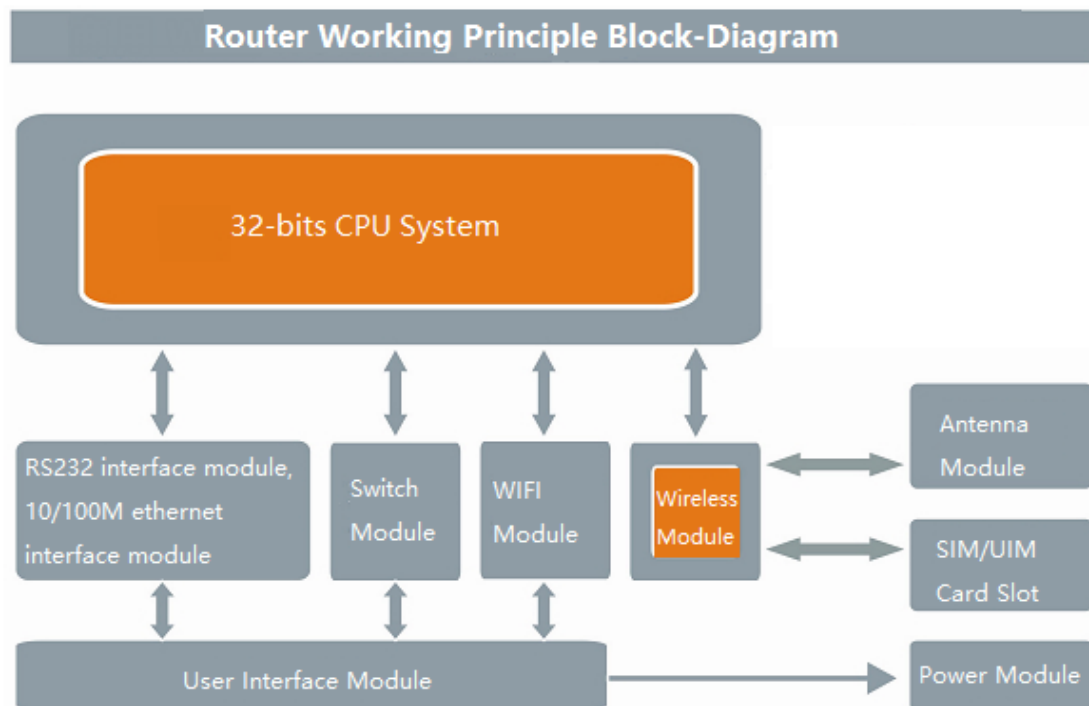 Router Working Principle Block-Diagram
32-bits CPU System
RS232 interface module,
10/100M ethernet
interface module
Switch
Module
WIFI
Module
Wireless
Module
Antenna
Module
SIM/UIM
Card Slot
User Interface Module
Power Module